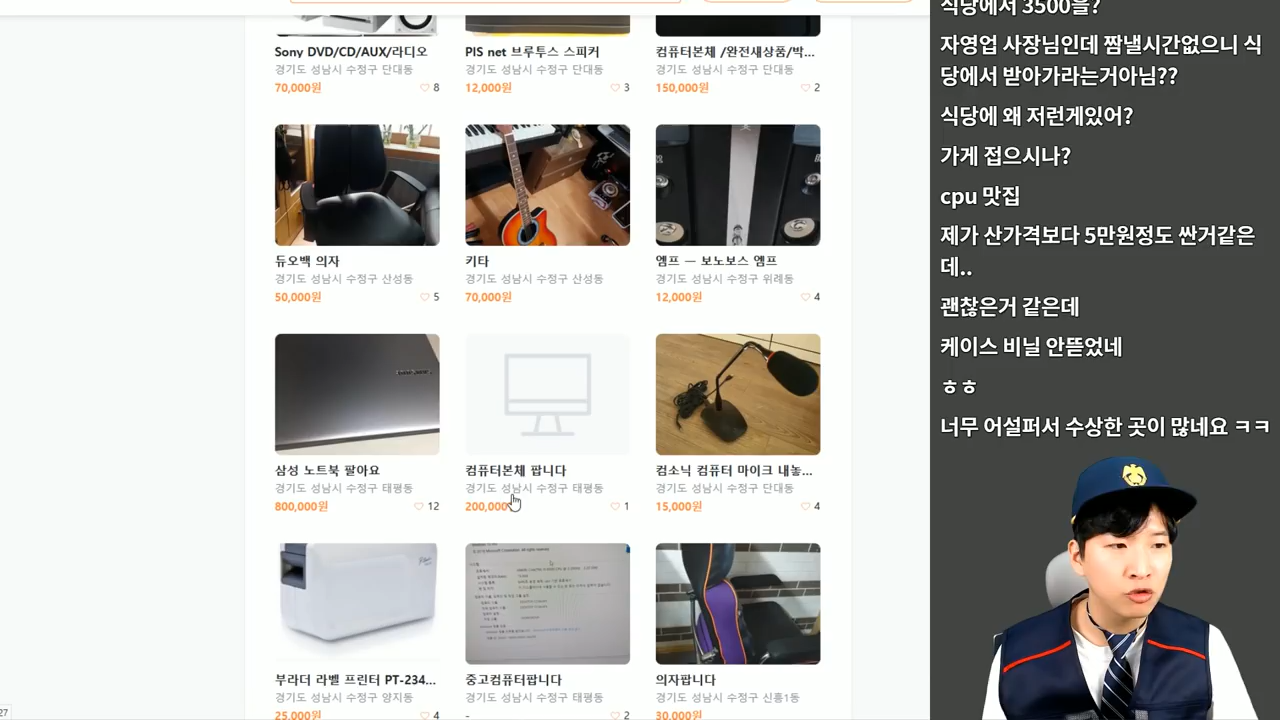 Sony DVD/CD/AUX/라디오
경기도 성남시 수정구 단대동
70,000원
8
PIS net 브루투스 스피커
경기도 성남시 수정구 단대동
12,000원
3
컴퓨터본체 /완전새상품/박...
경기도 성남시 수정구 단대동
150,000원
2
듀오백 의자
경기도 성남시 수정구 산성동
50,000원
5
키타
경기도 성남시 수정구 산성동
70,000원
엠프 — 보노보스 엠프
경기도 성남시 수정구 위례동
12,000원
4
삼성 노트북 팔아요
경기도 성남시 수정구 태평동
800,000원
12
컴퓨터본체 팝니다
경기도 성남시 수정구 태평동
200,000
1
컴소닉 컴퓨터 마이크 내놓...
경기도 성남시 수정구 단대동
15,000원
4
부라더 라벨 프린터 PT-234...
경기도 성남시 수정구 양지동
25,000원
4
중고컴퓨터팝니다
경기도 성남시 수정구 태평동
-
2
의자팝니다
경기도 성남시 수정구 신흥1동
30,000원
27
식당에서 3500을?
자영업 사장님인데 짬낼시간없으니 식
당에서 받아가라는거아님??
식당에 왜 저런게있어?
가게 접으시나?
cpu 맛집
제가 산가격보다 5만원정도 싼거같은
데..
괜찮은거 같은데
케이스 비닐 안뜯었네
ㅎㅎ
너무 어설퍼서 수상한 곳이 많네요 ㅋㅋ